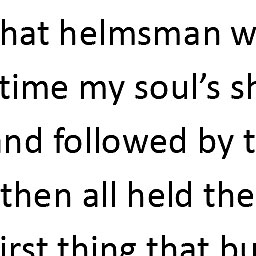 hat helmsman w
time my soul’s sh
nd followed by t
then all held the
irst thing that bu